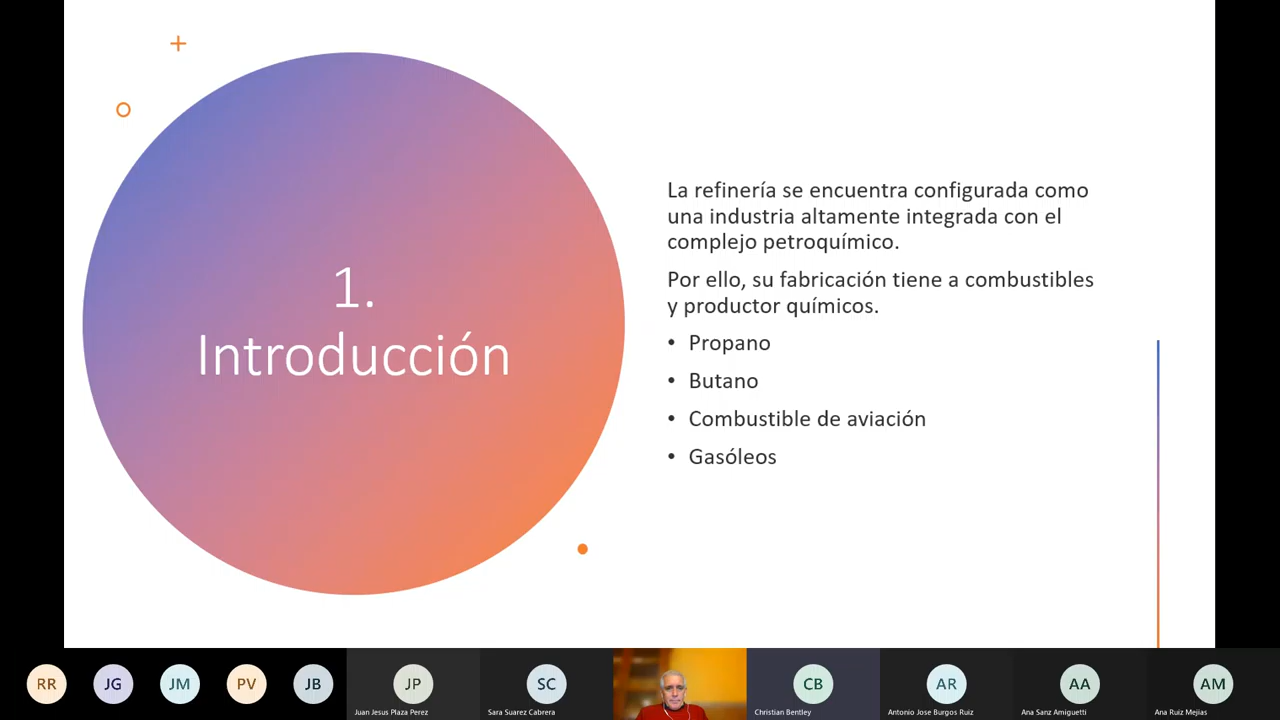 1.
Introducción
La refinería se encuentra configurada como
una industria altamente integrada con el
complejo petroquímico.
Por ello, su fabricación tiene a combustibles
y productor químicos.
• Propano
• Butano
• Combustible de aviación
• Gasóleos
RR
JG
JM
PV
JB
JP
SC
CB
AR
AA
AM
Juan Jesus Plaza Perez
Sara Suarez Cabrera
Christian Bentley
Antonio Jose Burgos Ruiz
Ana Sanz Amiguetti
Ana Ruiz Mejias